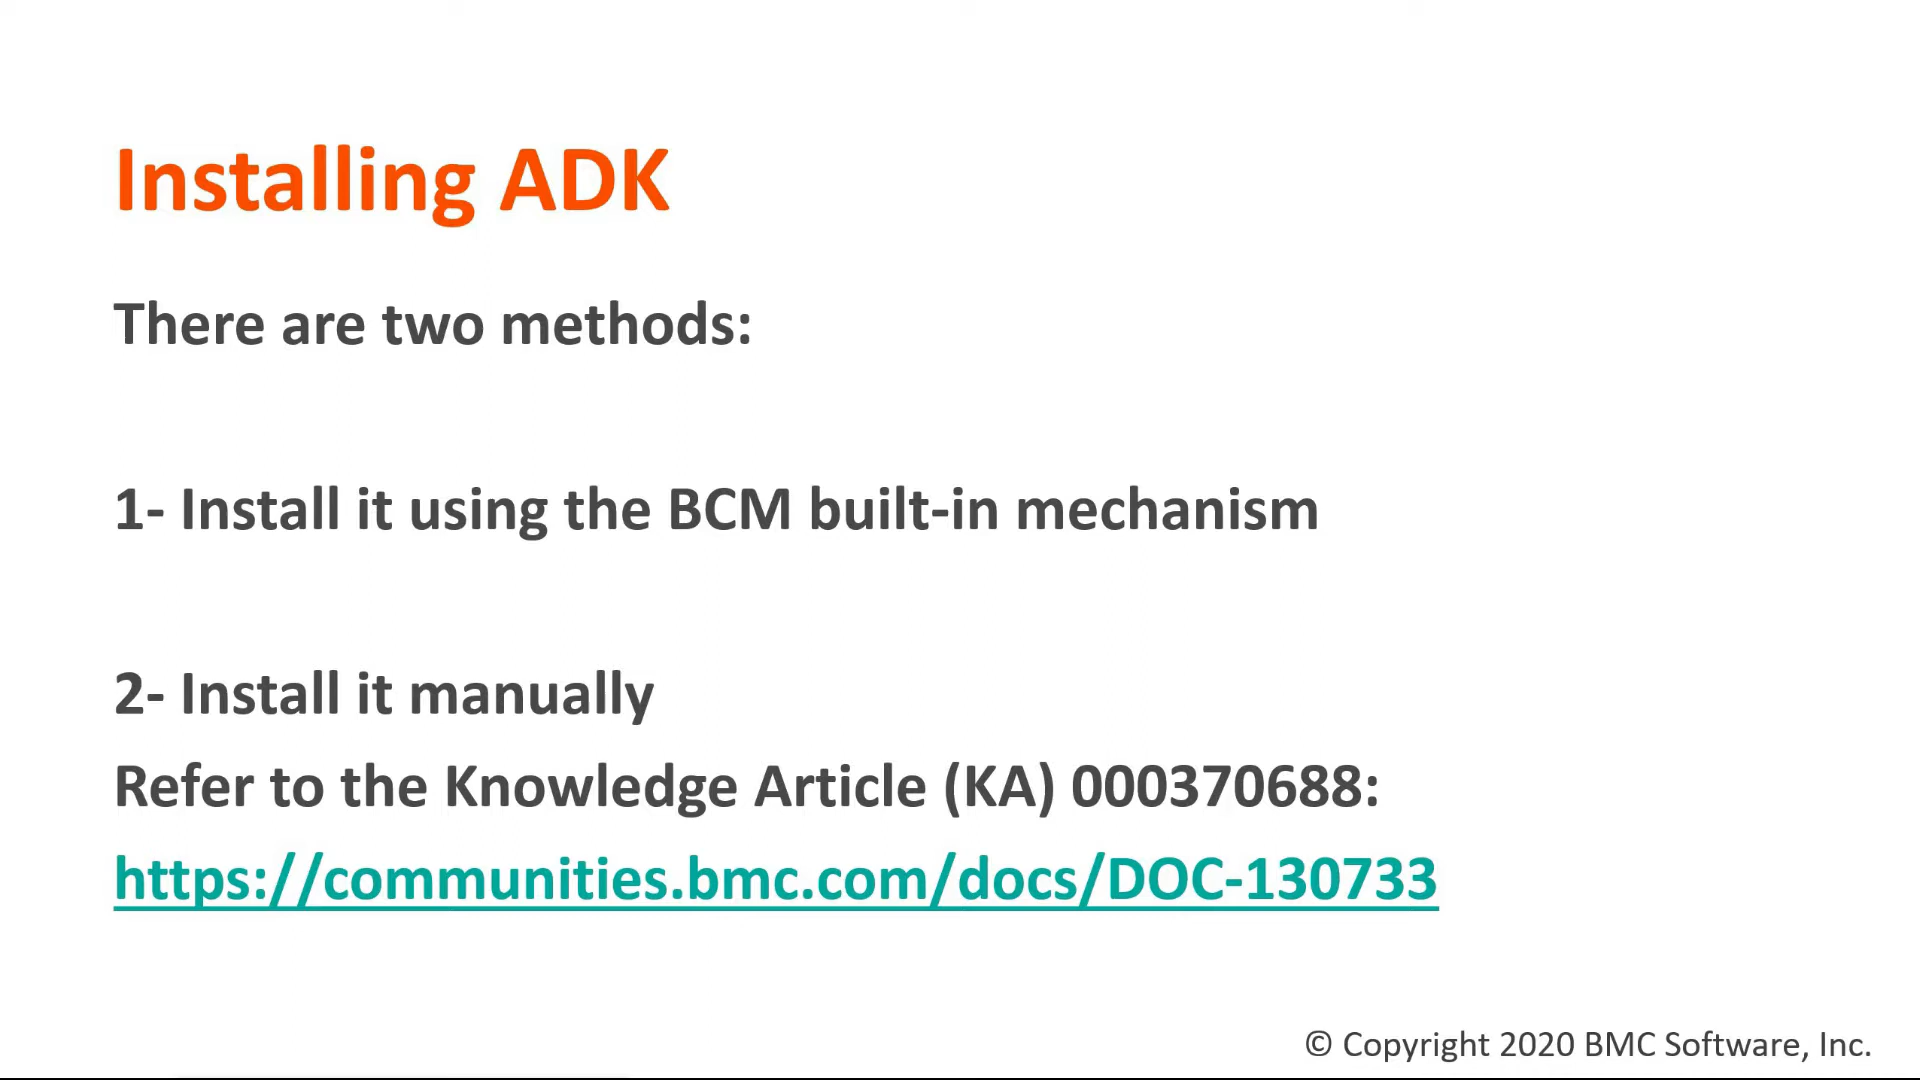 Installing ADK
There are two methods:
1- Install it using the BCM built-in mechanism
2- Install it manually
Refer to the Knowledge Article (KA) 000370688:
https://communities.bmc.com/docs/DOC-130733
© Copyright 2020 BMC Software, Inc.